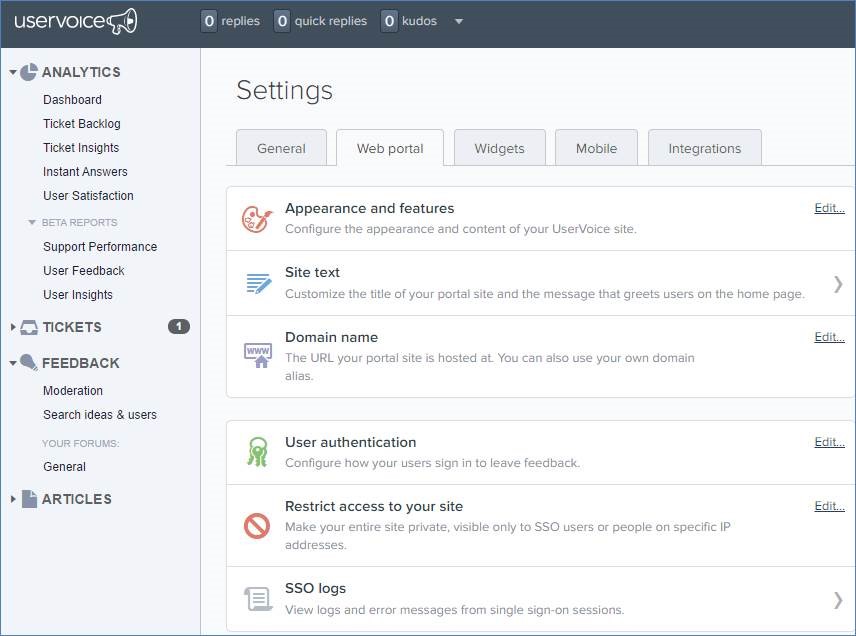 uservoice
0 replies 0 quick replies 0 kudos
ANALYTICS
Dashboard
Ticket Backlog
Ticket Insights
Instant Answers
User Satisfaction
BETA REPORTS
Support Performance
User Feedback
User Insights
TICKETS 1
FEEDBACK
Moderation
Search ideas & users
YOUR FORUMS:
General
ARTICLES
Settings
General Web portal Widgets Mobile Integrations
Appearance and features Edit...
Configure the appearance and content of your UserVoice site.
Site text
Customize the title of your portal site and the message that greets users on the home page.
WWW
Domain name Edit...
The URL your portal site is hosted at. You can also use your own domain
alias.
User authentication Edit...
Configure how your users sign in to leave feedback.
Restrict access to your site Edit...
Make your entire site private, visible only to SSO users or people on specific IP
addresses.
SSO logs
View logs and error messages from single sign-on sessions.